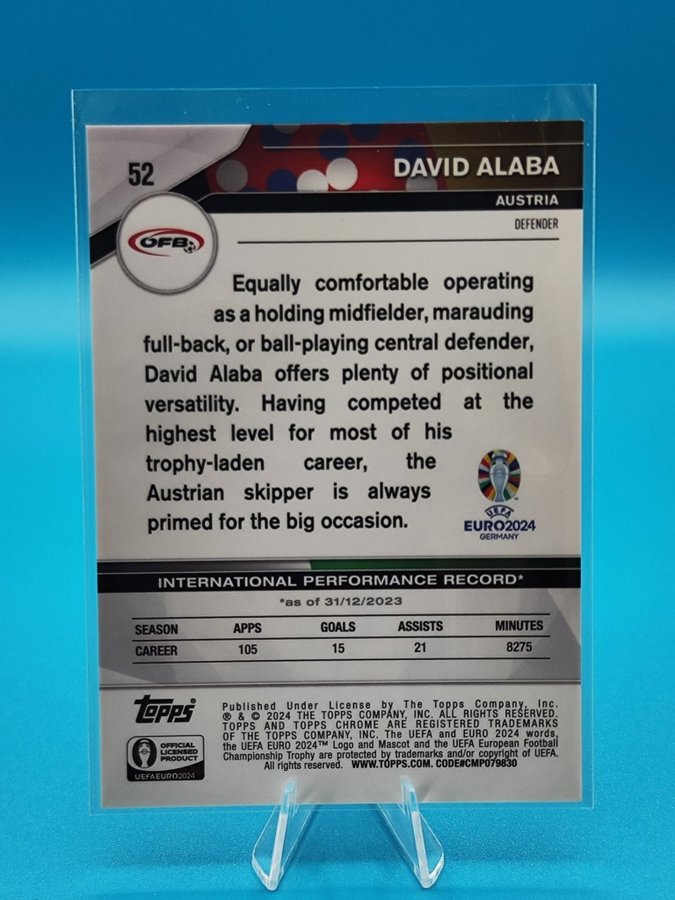 52
DAVID ALABA
AUSTRIA
DEFENDER
ÖFB
Equally comfortable operating
as a holding midfielder, marauding
full-back, or ball-playing central defender,
David Alaba offers plenty of positional
versatility. Having competed at the
highest level for most of his
trophy-laden career, the
Austrian skipper is always
primed for the big occasion.
UEFA
EURO2024
GERMANY
INTERNATIONAL PERFORMANCE RECORD*
*as of 31/12/2023
SEASON APPS GOALS ASSISTS MINUTES
CAREER 105 15 21 8275
Topps®
Published Under License by The Topps Company, Inc.
® & © 2024 THE TOPPS COMPANY, INC. ALL RIGHTS RESERVED.
TOPPS AND TOPPS CHROME ARE REGISTERED TRADEMARKS
OF THE TOPPS COMPANY, INC. The UEFA and EURO 2024 words,
the UEFA EURO 2024™ Logo and Mascot and the UEFA European Football
Championship Trophy are protected by trademarks and/or copyright of UEFA.
All rights reserved. WWW.TOPPS.COM. CODE#CMP079830
OFFICIAL
LICENSED
PRODUCT
UEFA EURO2024